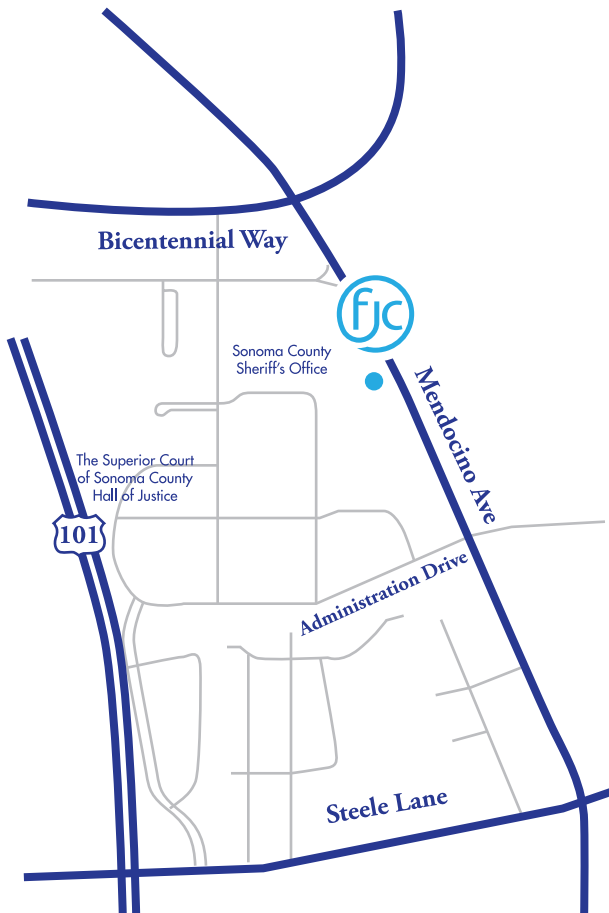 Bicentennial Way
fjc
Sonoma County
Sheriff's Office
Mendocino Ave
The Superior Court
of Sonoma County
Hall of Justice
101
Administration Drive
Steele Lane